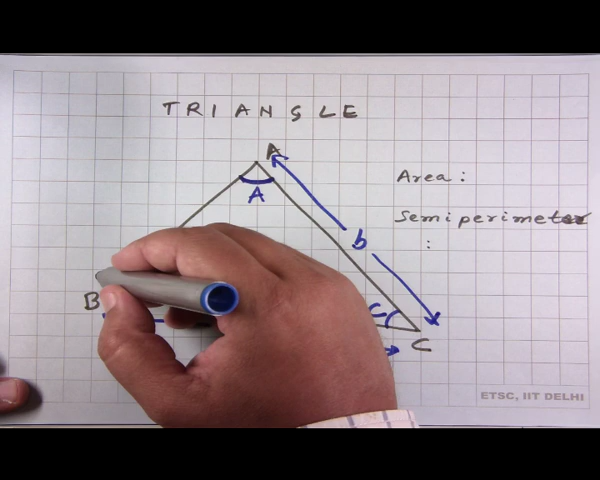 TRIANGLE
A
Area :
A
Semiperimeter
b
:
B
C
C
ETSC, IIT DELHI